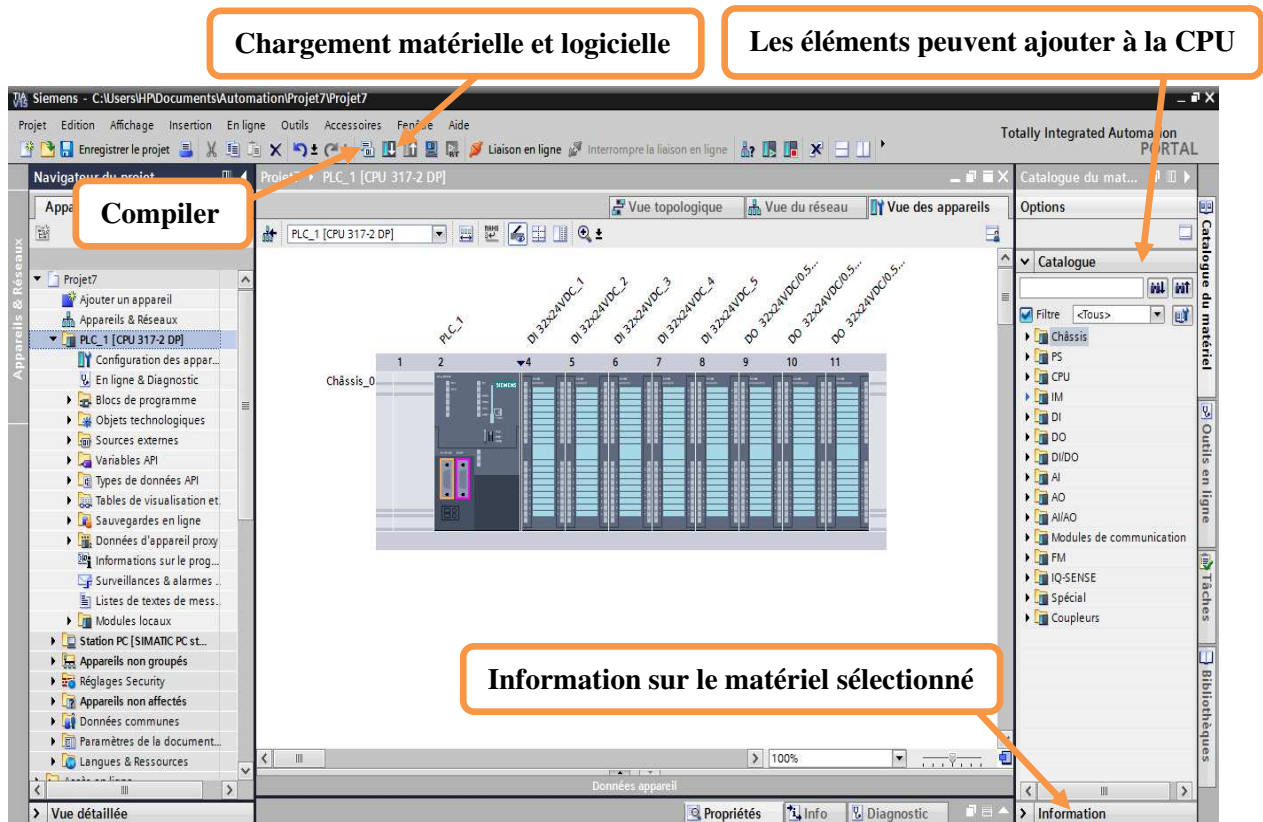 Chargement matérielle et logicielle
Les éléments peuvent ajouter à la CPU
Siemens - C:\Users\HP\Documents\Automation\Projet7\Projet7
Projet Edition Affichage Insertion En ligne Outils Accessoires Fenêtre Aide
Totally Integrated Automation
PORTAL
Enregistrer le projet
Liaison en ligne
Interrompre la liaison en ligne
Navigateur du projet
Projet7 PLC_1 [CPU 317-2 DP]
Catalogue du mat...
Compiler
Vue topologique
Vue du réseau
Vue des appareils
Options
PLC_1 [CPU 317-2 DP]
Appareils & Réseaux
Projet7
Ajouter un appareil
Appareils & Réseaux
PLC_1 [CPU 317-2 DP]
Configuration des appar...
En ligne & Diagnostic
Blocs de programme
Objets technologiques
Sources externes
Variables API
Types de données API
Tables de visualisation et
Sauvegardes en ligne
Données d'appareil proxy
Informations sur le prog...
Surveillances & alarmes ..
Listes de textes de mess..
Modules locaux
Station PC [SIMATIC PC st...
Appareils non groupés
Réglages Security
Appareils non affectés
Données communes
Paramètres de la document...
Langues & Ressources
Vue détaillée
PLC_1
DI 32x24VDC_1
DI 32x24VDC_2
DI 32x24VDC_3
DI 32x24VDC_4
DI 32x24VDC_5
DO 32x24VDC/0.5...
DO 32x24VDC/0.5...
DO 32x24VDC/0.5...
1 2 4 5 6 7 8 9 10 11
Châssis_0
SIEMENS
Catalogue
Filtre <Tous>
Châssis
PS
CPU
IM
DI
DO
DI/DO
AI
AO
AI/AO
Modules de communication
FM
IQ-SENSE
Spécial
Coupleurs
Information sur le matériel sélectionné
100%
Données appareil
Propriétés
Info
Diagnostic
Information
Catalogue du matériel
Outils en ligne
Tâches
Bibliothèques